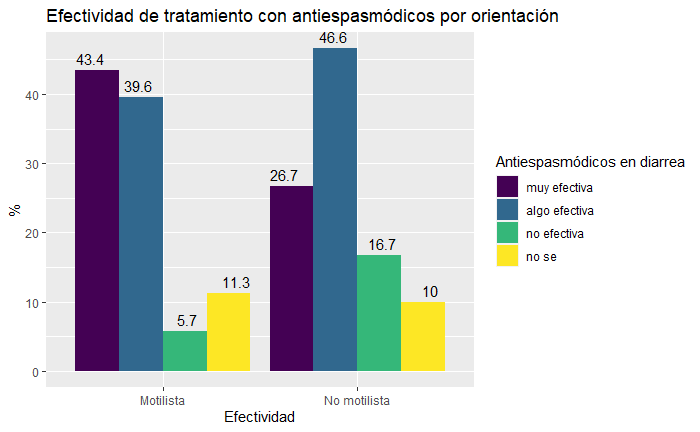 Efectividad de tratamiento con antiespasmódicos por orientación
43.4
39.6
5.7
11.3
26.7
46.6
16.7
10
40
30
20
10
0
%
Motilista
No motilista
Efectividad
Antiespasmódicos en diarrea
muy efectiva
algo efectiva
no efectiva
no se